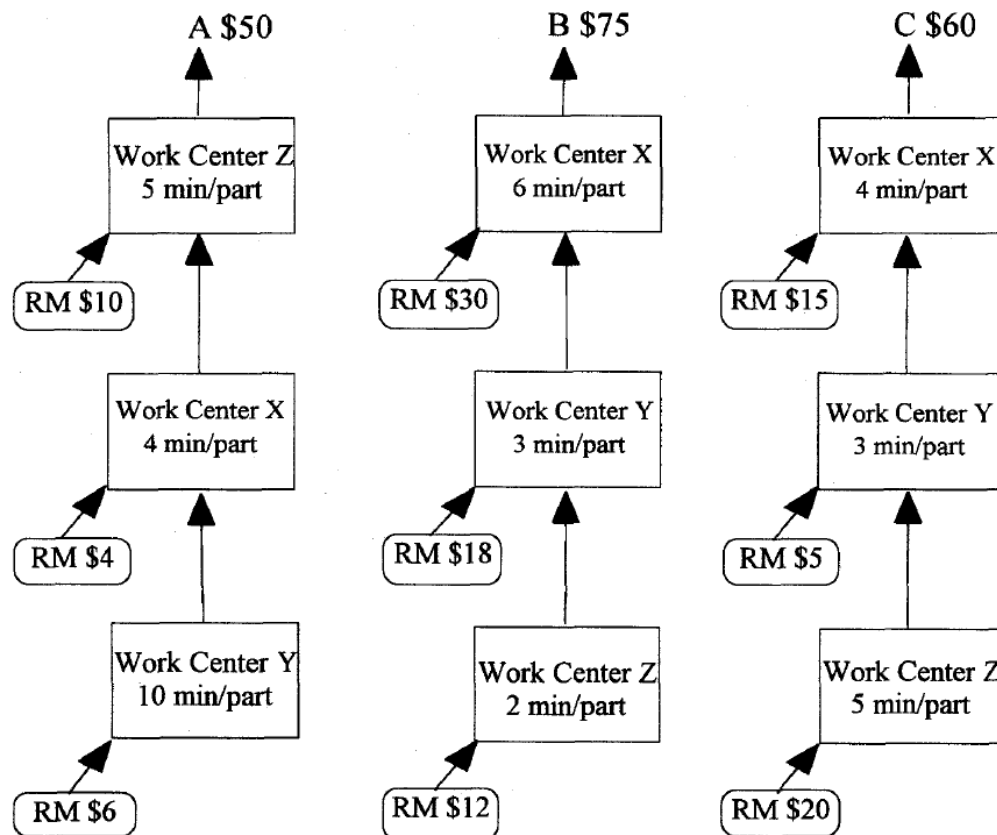 A $50
B $75
C $60
Work Center Z
5 min/part
Work Center X
6 min/part
Work Center X
4 min/part
RM $10
RM $30
RM $15
Work Center X
4 min/part
Work Center Y
3 min/part
Work Center Y
3 min/part
RM $4
RM $18
RM $5
Work Center Y
10 min/part
Work Center Z
2 min/part
Work Center Z
5 min/part
RM $6
RM $12
RM $20